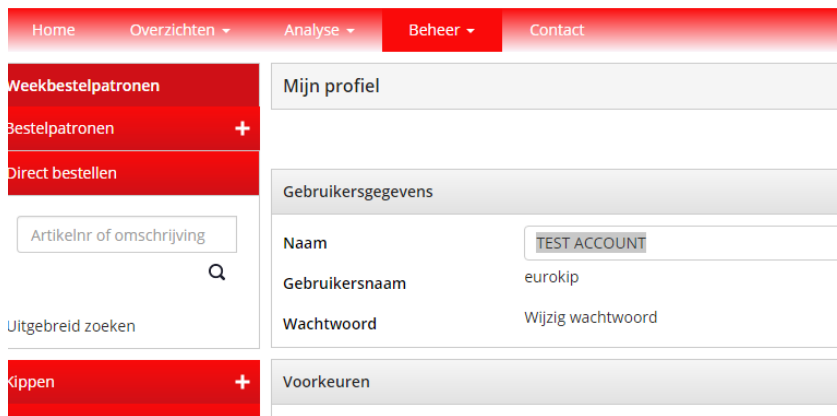 Home Overzichten Analyse Beheer Contact
Weekbestelpatronen
Bestelpatronen
Direct bestellen
Artikelnr of omschrijving
Uitgebreid zoeken
Kippen
Mijn profiel
Gebruikersgegevens
Naam TEST ACCOUNT
Gebruikersnaam eurokip
Wachtwoord Wijzig wachtwoord
Voorkeuren